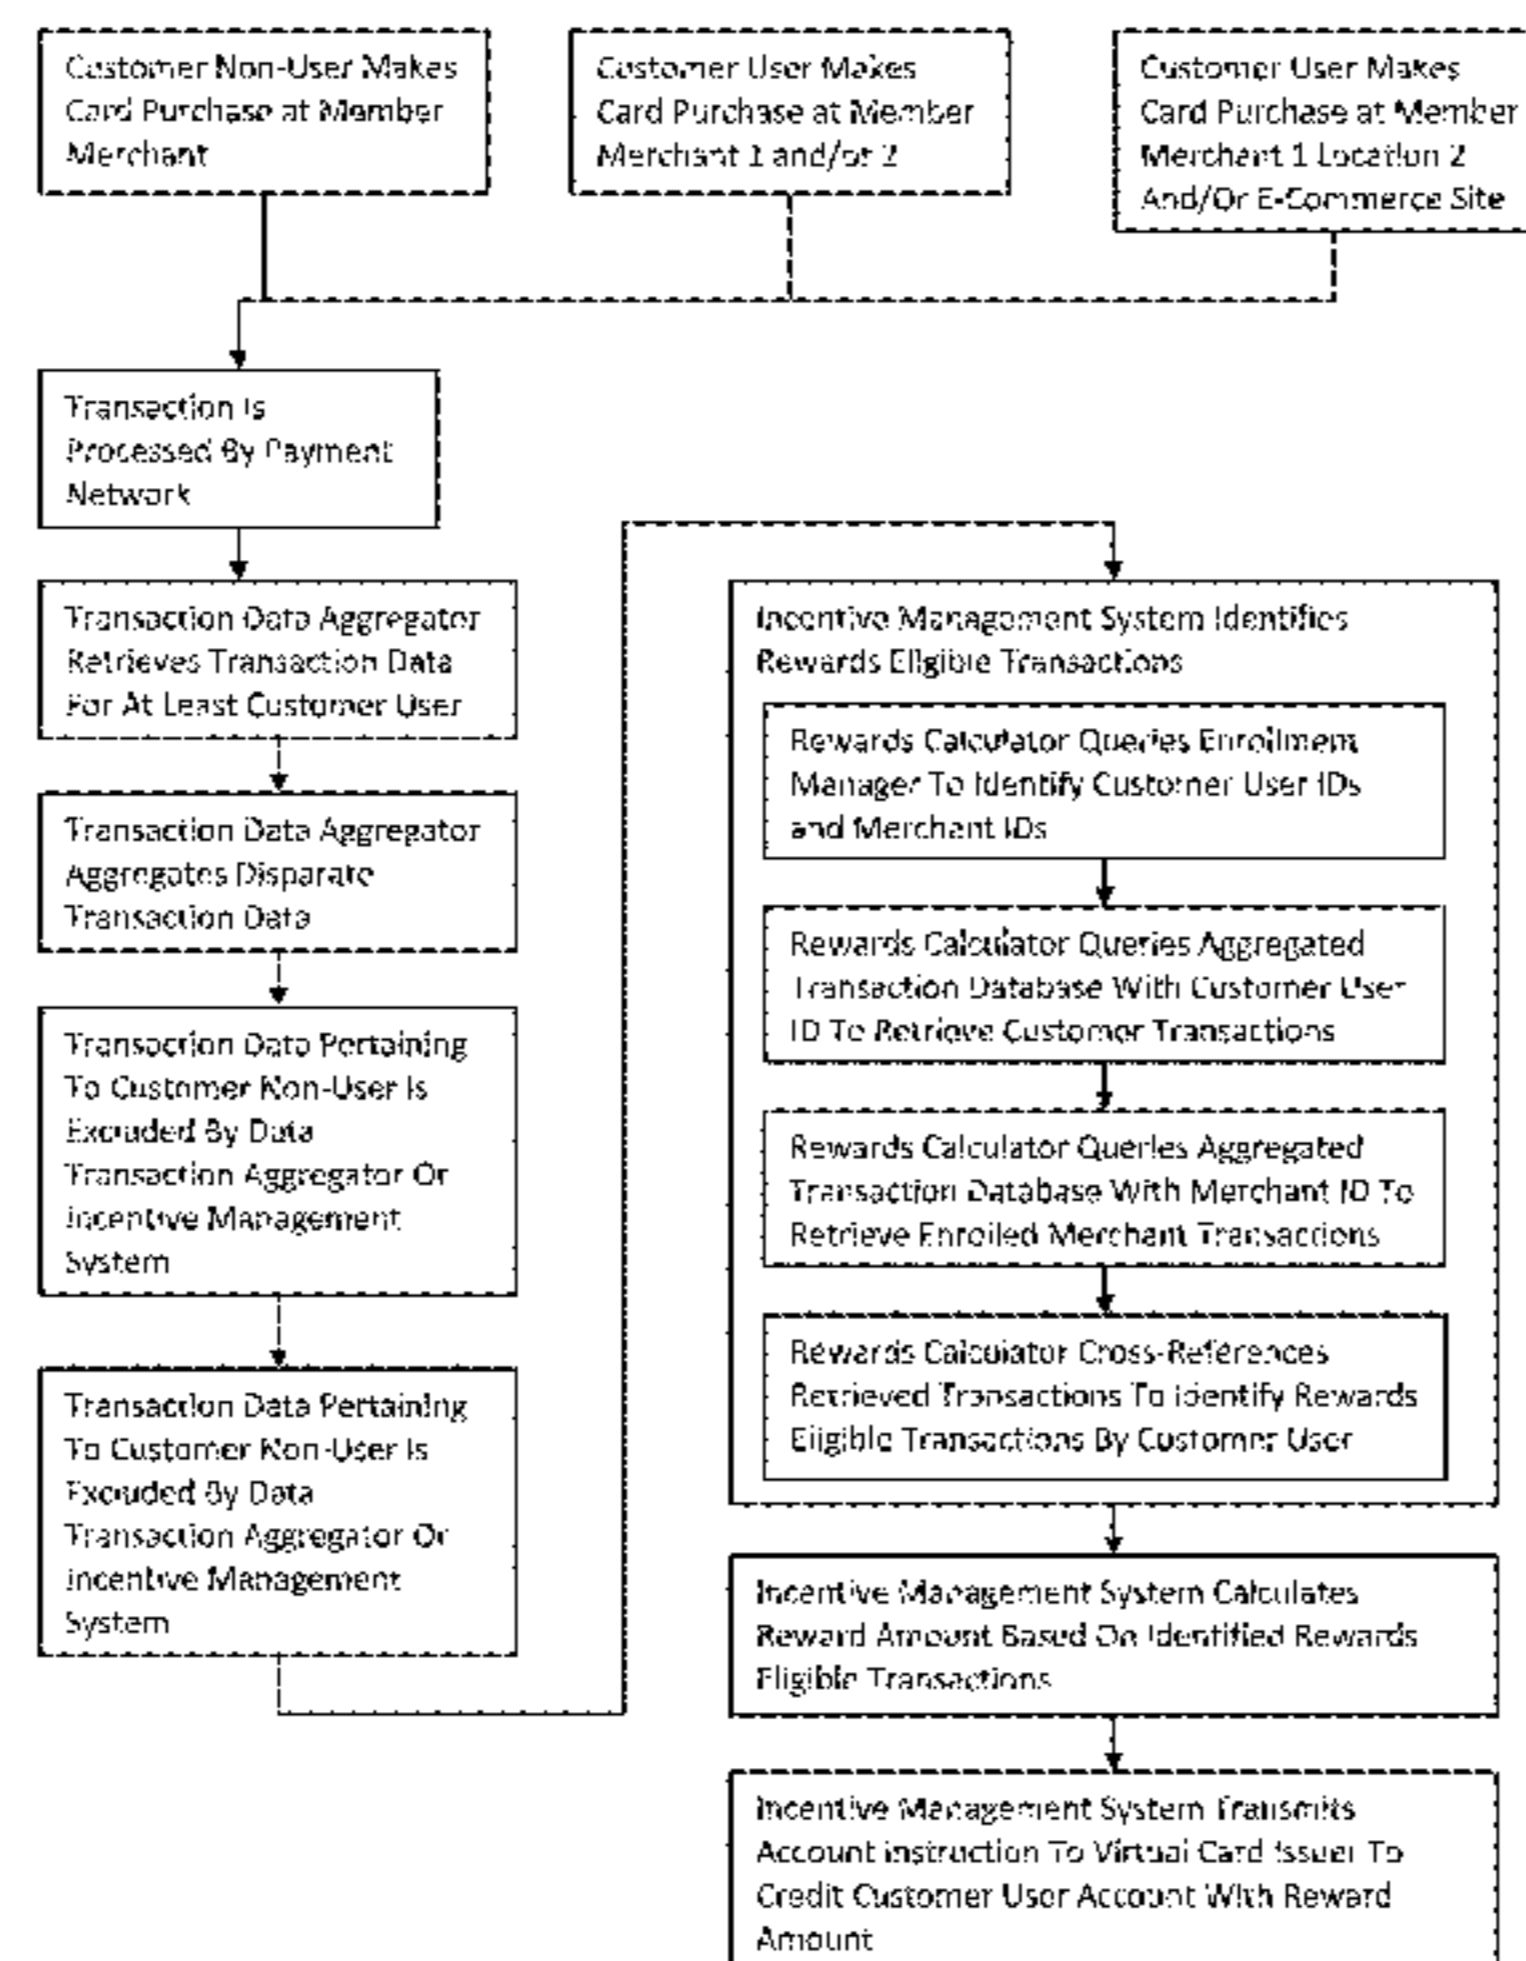 Customer Non-User Makes
Card Purchase at Member
Merchant
Customer User Makes
Card Purchase at Member
Merchant 1 and/or 2
Customer User Makes
Card Purchase at Member
Merchant 1 Location 2
And/Or E-Commerce Site
Transaction Is
Processed By Payment
Network
Transaction Data Aggregator
Retrieves Transaction Data
For At Least Customer User
Transaction Data Aggregator
Aggregates Disparate
Transaction Data
Transaction Data Pertaining
To Customer Non-User Is
Excluded By Data
Transaction Aggregator Or
Incentive Management
System
Transaction Data Pertaining
To Customer Non-User Is
Excluded By Data
Transaction Aggregator Or
Incentive Management
System
Incentive Management System Identifies
Rewards Eligible Transactions
Rewards Calculator Queries Enrollment
Manager To Identify Customer User IDs
and Merchant IDs
Rewards Calculator Queries Aggregated
Transaction Database With Customer User
ID To Retrieve Customer Transactions
Rewards Calculator Queries Aggregated
Transaction Database With Merchant ID To
Retrieve Enrolled Merchant Transactions
Rewards Calculator Cross-References
Retrieved Transactions To Identify Rewards
Eligible Transactions By Customer User
Incentive Management System Calculates
Reward Amount Based On Identified Rewards
Eligible Transactions
Incentive Management System Transmits
Account Instruction To Virtual Card Issuer To
Credit Customer User Account With Reward
Amount